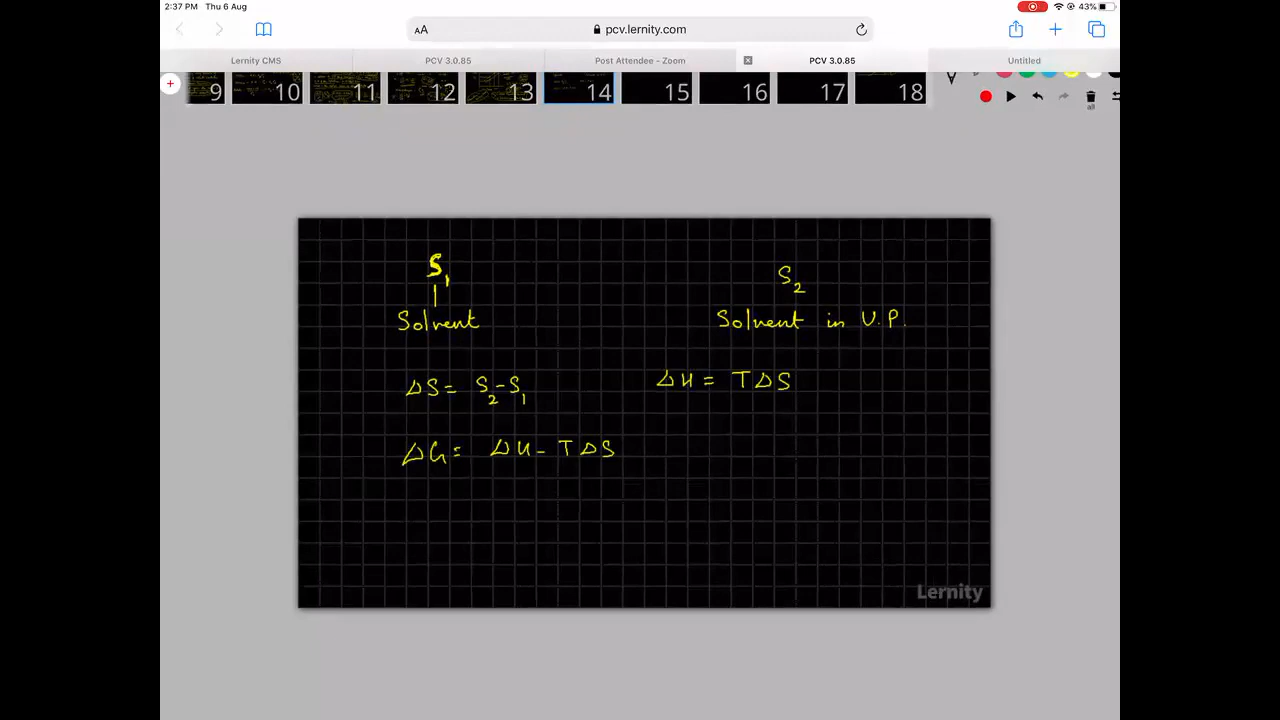 2:37 PM Thu 6 Aug
43%
AA
pcv.lernity.com
Lernity CMS
PCV 3.0.85
Post Attendee - Zoom
PCV 3.0.85
Untitled
9 10 11 12 13 14 15 16 17 18
all
S₁
S₂
Solvent
Solvent in V.P.
ΔS = S₂-S₁
ΔH = TΔS
ΔG = ΔH - TΔS
Lernity